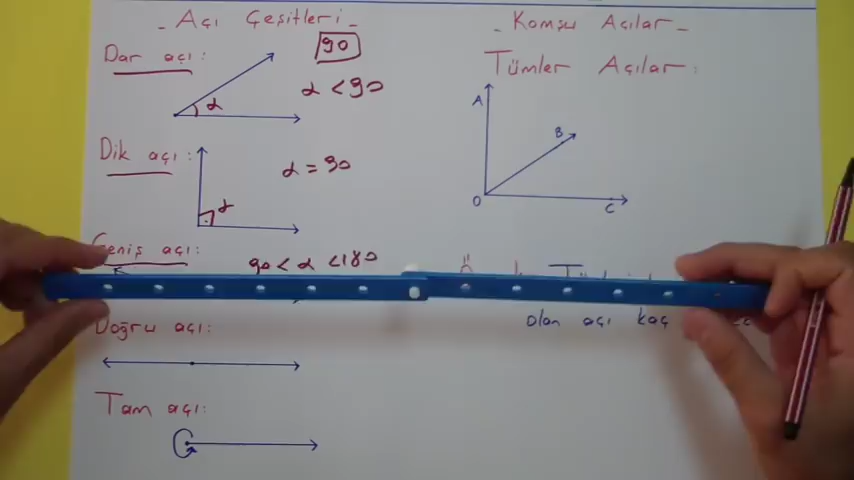 - Açı Çeşitleri -
Dar açı:
90
α
α < 90
Dik açı:
α
α = 90
Geniş açı:
90 < α < 180
Doğru açı:
Tam açı:
- Komşu Açılar -
Tümler Açılar:
A
B
O
C
olan açı kaç